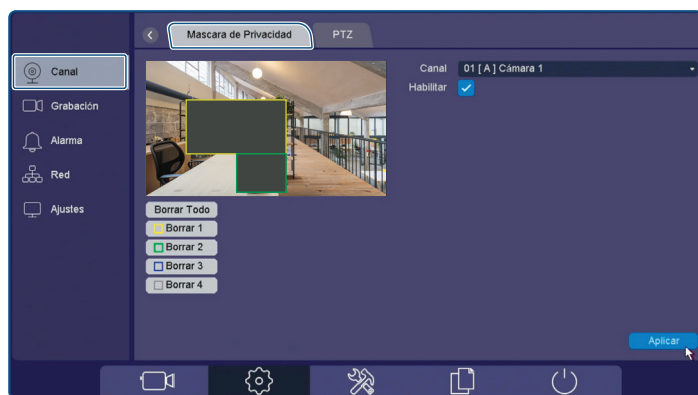 Mascara de Privacidad
PTZ
Canal
Grabación
Alarma
Red
Ajustes
Canal 01 [ A ] Cámara 1
Habilitar
Borrar Todo
Borrar 1
Borrar 2
Borrar 3
Borrar 4
Aplicar